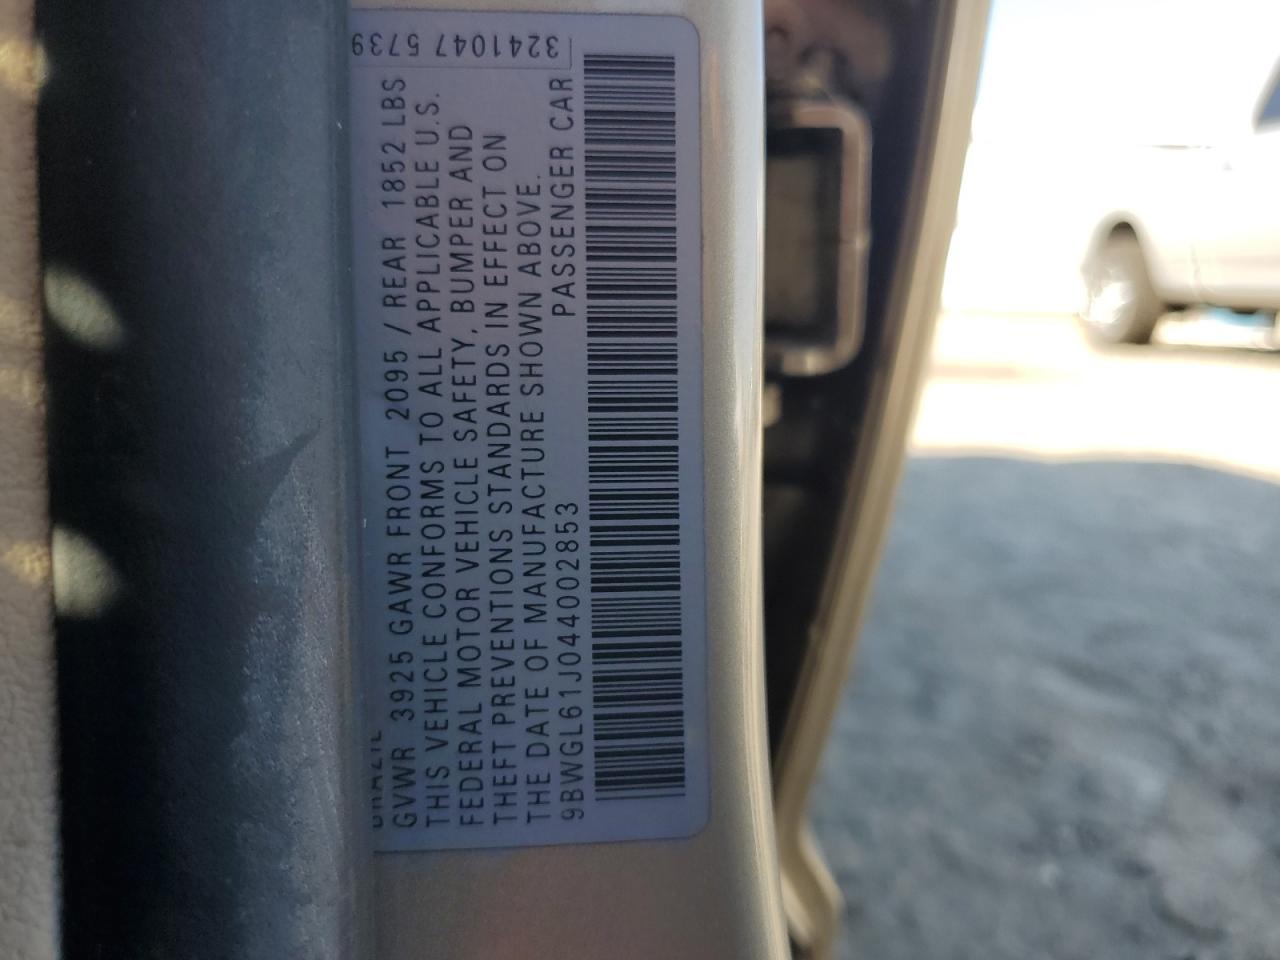 BRAZIL
GVWR 3925 GAWR FRONT 2095 / REAR 1852 LBS
THIS VEHICLE CONFORMS TO ALL APPLICABLE U.S.
FEDERAL MOTOR VEHICLE SAFETY, BUMPER AND
THEFT PREVENTIONS STANDARDS IN EFFECT ON
THE DATE OF MANUFACTURE SHOWN ABOVE.
9BWGL61J044002853 PASSENGER CAR
3241047 5739